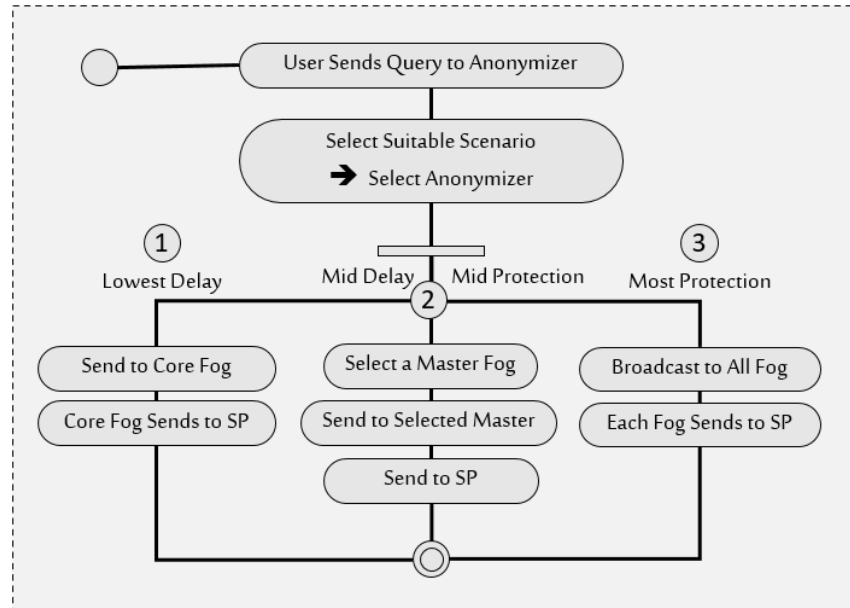 User Sends Query to Anonymizer
Select Suitable Scenario
➔ Select Anonymizer
1
3
Lowest Delay
Mid Delay
Mid Protection
Most Protection
2
Send to Core Fog
Select a Master Fog
Broadcast to All Fog
Core Fog Sends to SP
Send to Selected Master
Each Fog Sends to SP
Send to SP